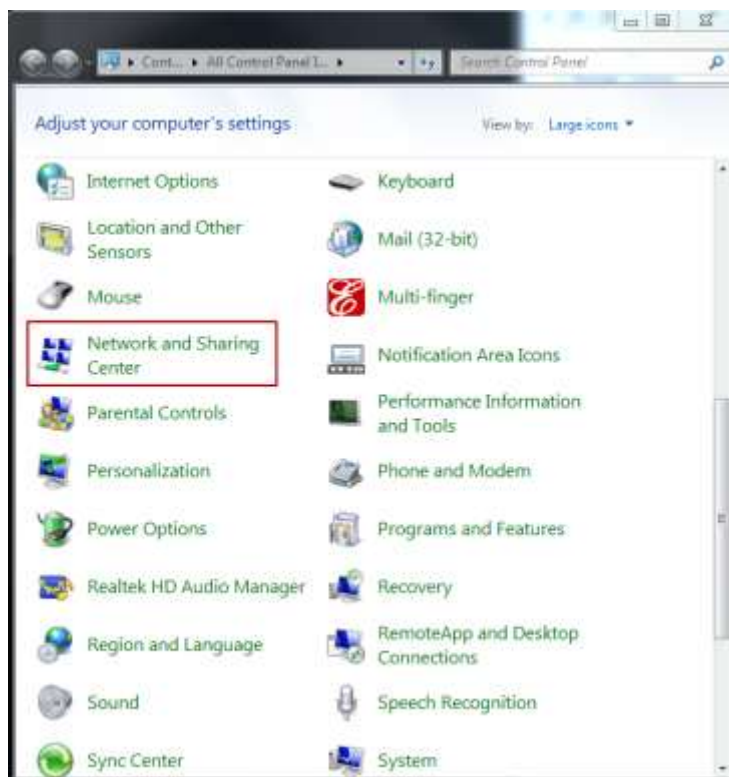 Cont... All Control Panel I... Search Control Panel
Adjust your computer's settings View by: Large icons
Internet Options Keyboard
Location and Other
Sensors
Mail (32-bit)
Mouse Multi-finger
Network and Sharing
Center
Notification Area Icons
Parental Controls
Performance Information
and Tools
Personalization Phone and Modem
Power Options Programs and Features
Realtek HD Audio Manager Recovery
Region and Language
RemoteApp and Desktop
Connections
Sound Speech Recognition
Sync Center System